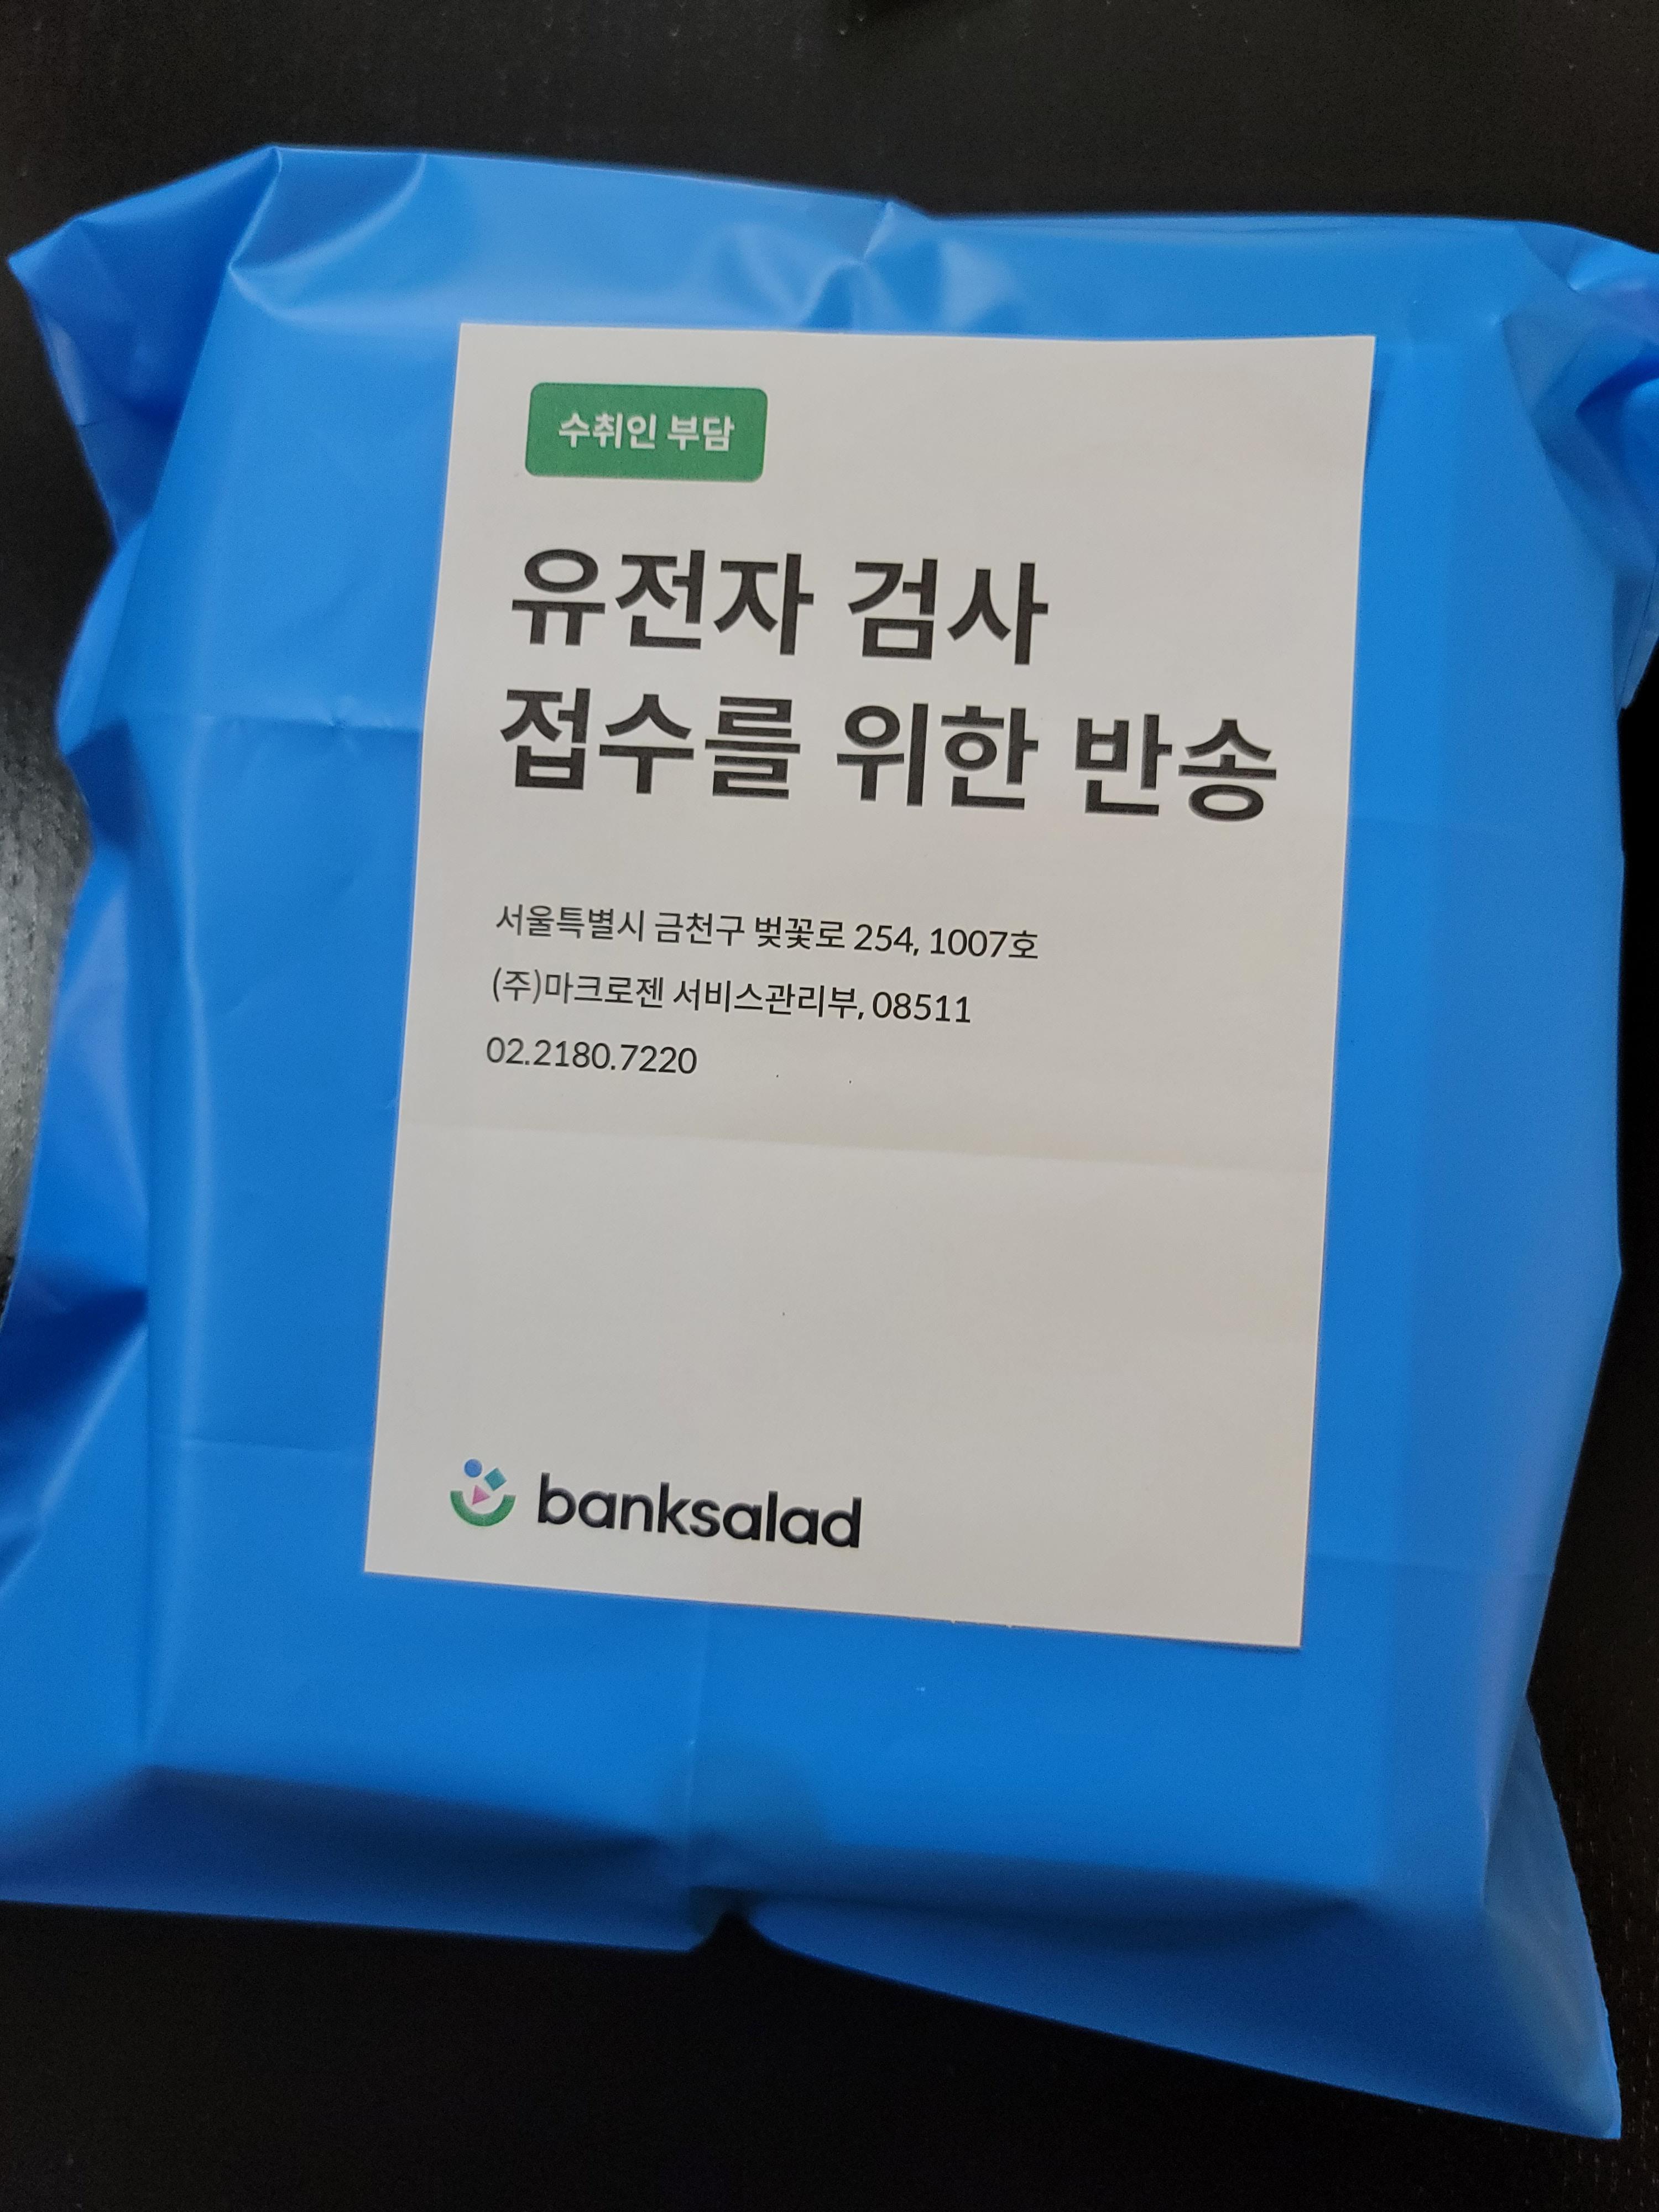 수취인 부담
유전자 검사
접수를 위한 반송
서울특별시 금천구 벚꽃로 254, 1007호
(주)마크로젠 서비스관리부, 08511
02.2180.7220
banksalad